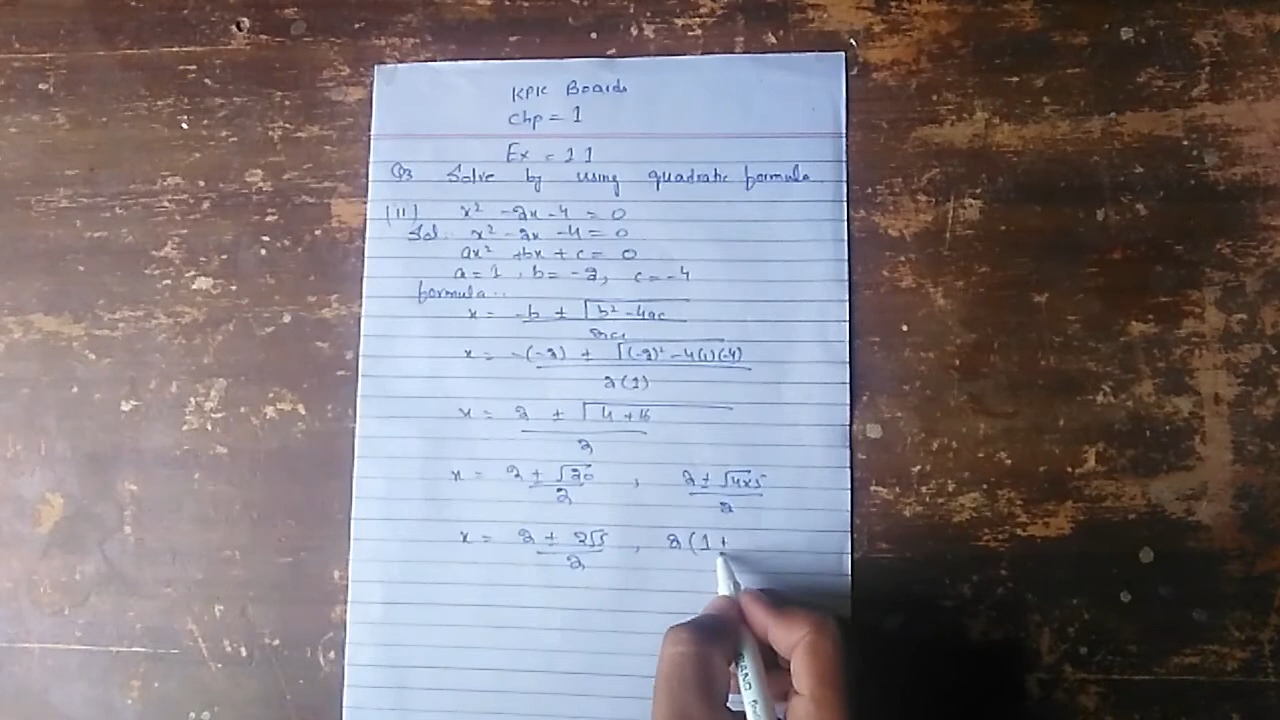 KPK Boards
Chp = 1
Ex = 1 1
Q3 Solve by using quadratic formula
(ii) x² - 2x - 4 = 0
Sol.. x² - 2x - 4 = 0
ax² + bx + c = 0
a = 1 , b = -2, c = -4
formula..
x = -b ± √b² - 4ac / 2a
x = -(-2) ± √(-2)² - 4(1)(-4) / 2(1)
x = 2 ± √4 + 16 / 2
x = 2 ± √20 / 2 , 2 ± √4×5 / 2
x = 2 ± 2√5 / 2 , 2(1 ±